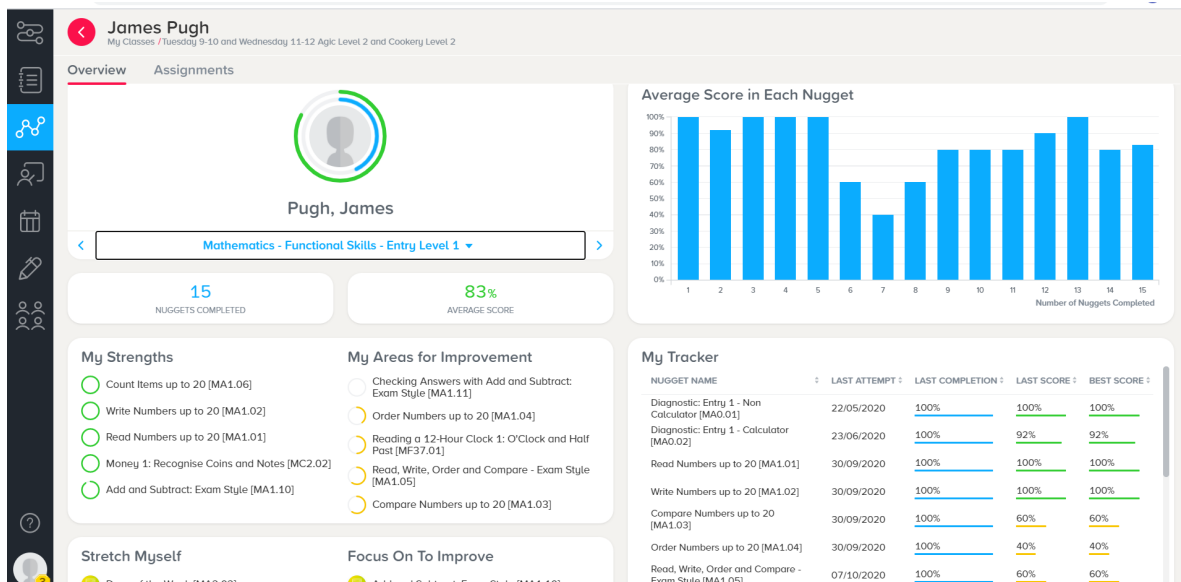 James Pugh
My Classes /Tuesday 9-10 and Wednesday 11-12 Agic Level 2 and Cookery Level 2
Overview Assignments
Pugh, James
Mathematics - Functional Skills - Entry Level 1
15
NUGGETS COMPLETED
83%
AVERAGE SCORE
Average Score in Each Nugget
100%
90%
80%
70%
60%
50%
40%
30%
20%
10%
0%
1 2 3 4 5 6 7 8 9 10 11 12 13 14 15
Number of Nuggets Completed
My Strengths
Count Items up to 20 [MA1.06]
Write Numbers up to 20 [MA1.02]
Read Numbers up to 20 [MA1.01]
Money 1: Recognise Coins and Notes [MC2.02]
Add and Subtract: Exam Style [MA1.10]
My Areas for Improvement
Checking Answers with Add and Subtract:
Exam Style [MA1.11]
Order Numbers up to 20 [MA1.04]
Reading a 12-Hour Clock 1: O'Clock and Half
Past [MF37.01]
Read, Write, Order and Compare - Exam Style
[MA1.05]
Compare Numbers up to 20 [MA1.03]
My Tracker
NUGGET NAME LAST ATTEMPT LAST COMPLETION LAST SCORE BEST SCORE
Diagnostic: Entry 1 - Non
Calculator [MA0.01] 22/05/2020 100% 100% 100%
Diagnostic: Entry 1 - Calculator
[MA0.02] 23/06/2020 100% 92% 92%
Read Numbers up to 20 [MA1.01] 30/09/2020 100% 100% 100%
Write Numbers up to 20 [MA1.02] 30/09/2020 100% 100% 100%
Compare Numbers up to 20
[MA1.03] 30/09/2020 100% 60% 60%
Order Numbers up to 20 [MA1.04] 30/09/2020 100% 40% 40%
Read, Write, Order and Compare -
Exam Style [MA1.05] 07/10/2020 100% 60% 60%
Stretch Myself
Focus On To Improve